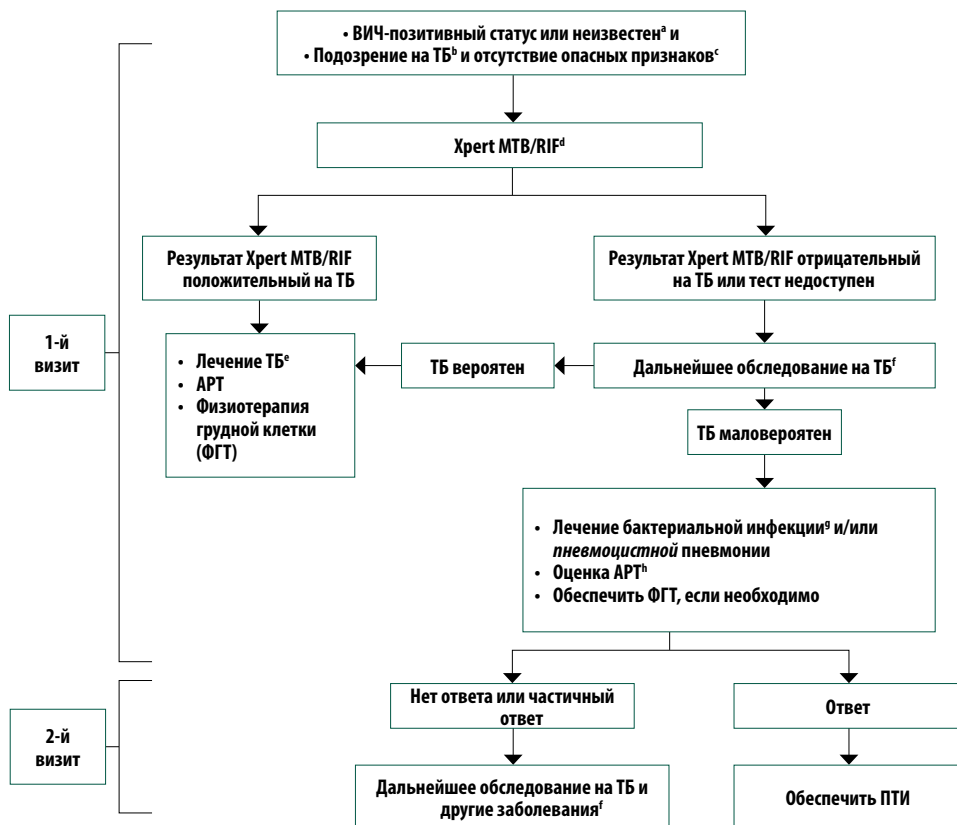 • ВИЧ-позитивный статус или неизвестенᵃ и
• Подозрение на ТБᵇ и отсутствие опасных признаковᶜ
Xpert MTB/RIFᵈ
Результат Xpert MTB/RIF
положительный на ТБ
Результат Xpert MTB/RIF отрицательный
на ТБ или тест недоступен
1-й
визит
• Лечение ТБᵉ
• АРТ
• Физиотерапия
грудной клетки
(ФГТ)
ТБ вероятен
Дальнейшее обследование на ТБᶠ
ТБ маловероятен
• Лечение бактериальной инфекцииᵍ и/или
пневмоцистной пневмонии
• Оценка АРТʰ
• Обеспечить ФГТ, если необходимо
2-й
визит
Нет ответа или частичный
ответ
Ответ
Дальнейшее обследование на ТБ и
другие заболеванияᶠ
Обеспечить ПТИ